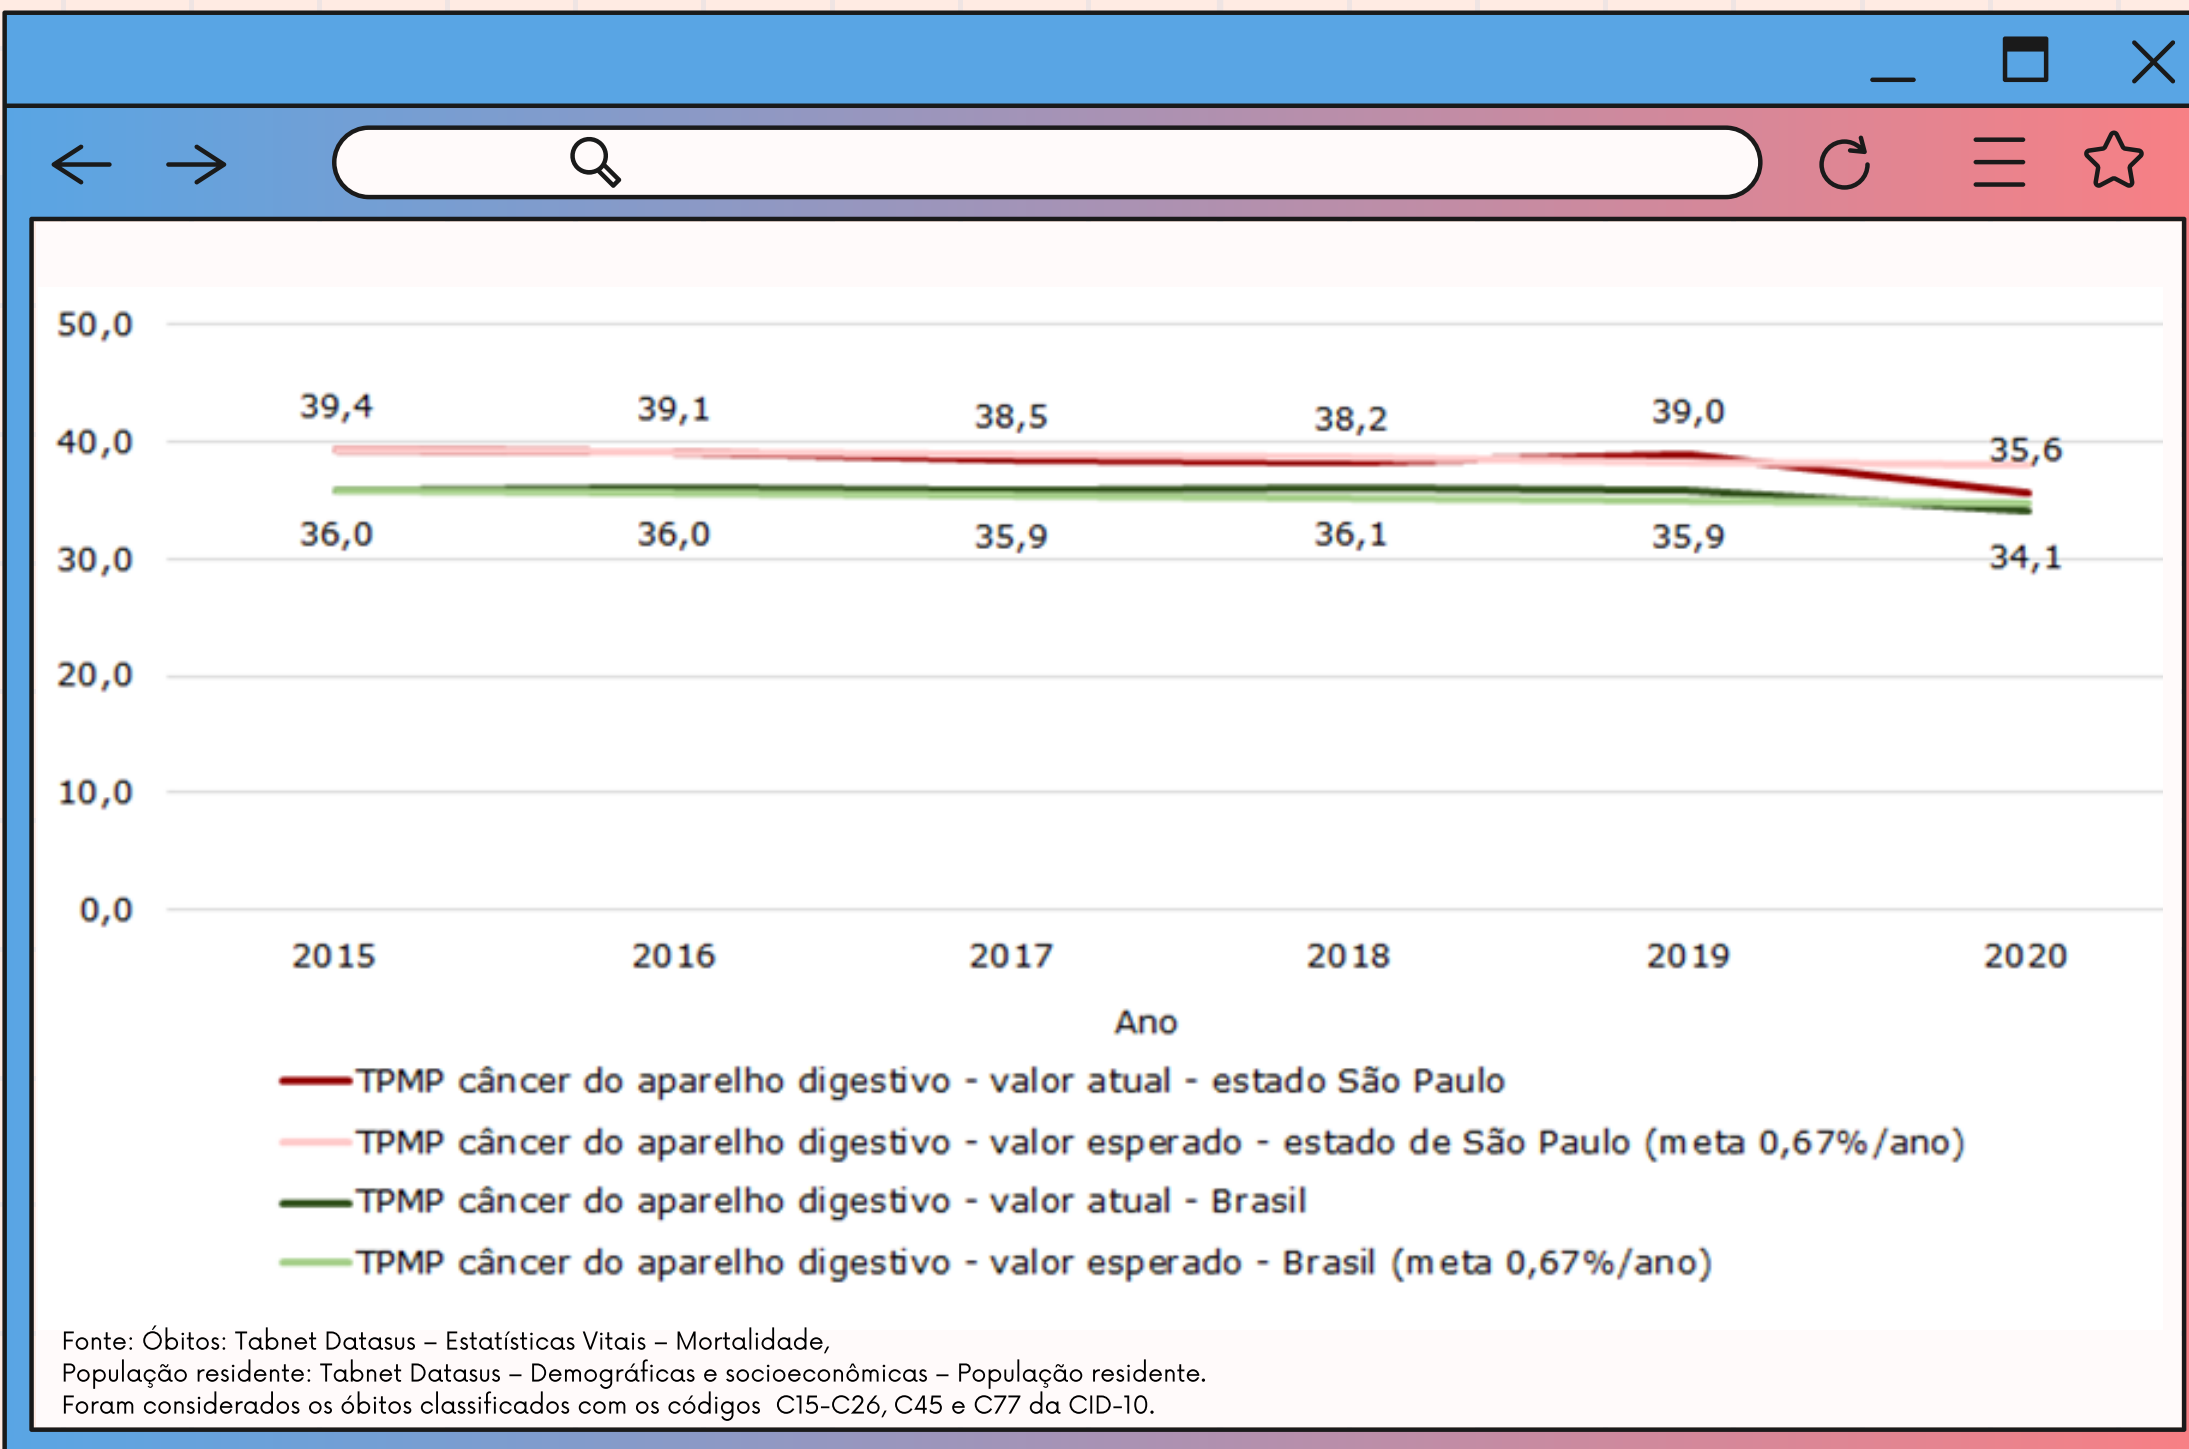 50,0
39,4 39,1 38,5 38,2 39,0 35,6
40,0
36,0 36,0 35,9 36,1 35,9 34,1
30,0
20,0
10,0
0,0
2015 2016 2017 2018 2019 2020
Ano
TPMP câncer do aparelho digestivo - valor atual - estado São Paulo
TPMP câncer do aparelho digestivo - valor esperado - estado de São Paulo (meta 0,67%/ano)
TPMP câncer do aparelho digestivo - valor atual - Brasil
TPMP câncer do aparelho digestivo - valor esperado - Brasil (meta 0,67%/ano)
Fonte: Óbitos: Tabnet Datasus – Estatísticas Vitais – Mortalidade,
População residente: Tabnet Datasus – Demográficas e socioeconômicas – População residente.
Foram considerados os óbitos classificados com os códigos C15-C26, C45 e C77 da CID-10.